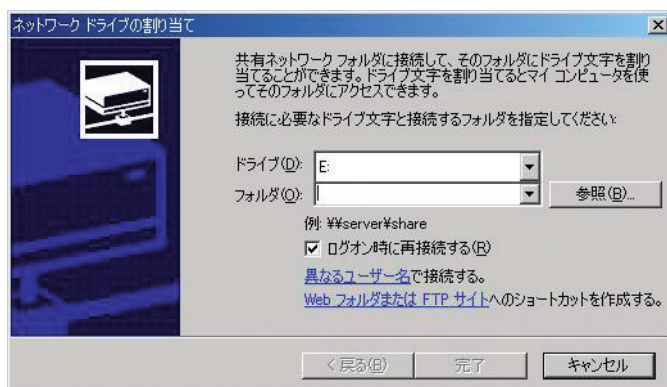 ネットワーク ドライブの割り当て
共有ネットワーク フォルダに接続して、そのフォルダにドライブ文字を割り
当てることができます。ドライブ文字を割り当てるとマイ コンピュータを使
ってそのフォルダにアクセスできます。
接続に必要なドライブ文字と接続するフォルダを指定してください:
ドライブ(D): E:
フォルダ(O): 参照(B)...
例: ¥¥server¥share
ログオン時に再接続する(R)
異なるユーザー名で接続する。
Web フォルダまたは FTP サイトへのショートカットを作成する。
< 戻る(B) 完了 キャンセル